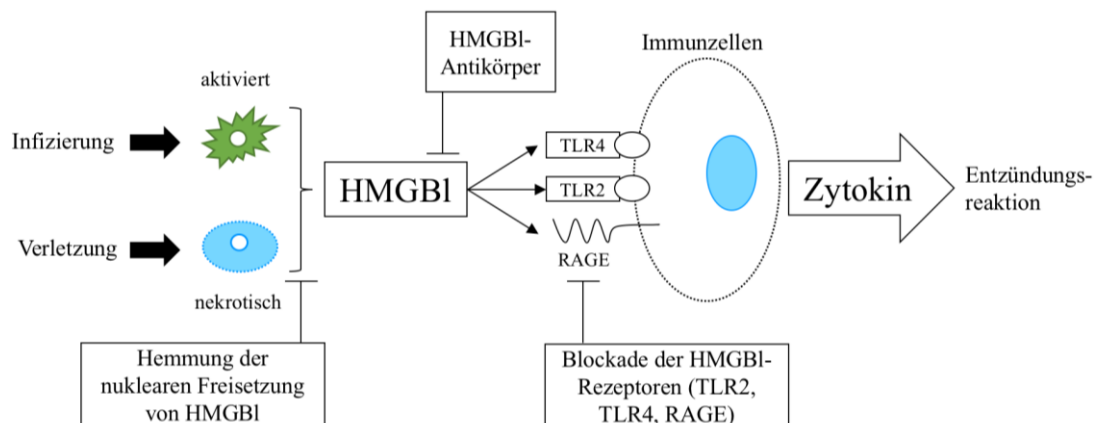 HMGBl-
Antikörper
Immunzellen
aktiviert
Infizierung
TLR4
HMGBl
TLR2
Zytokin
Entzündungs-
reaktion
Verletzung
RAGE
nekrotisch
Hemmung der
nuklearen Freisetzung
von HMGBl
Blockade der HMGBl-
Rezeptoren (TLR2,
TLR4, RAGE)